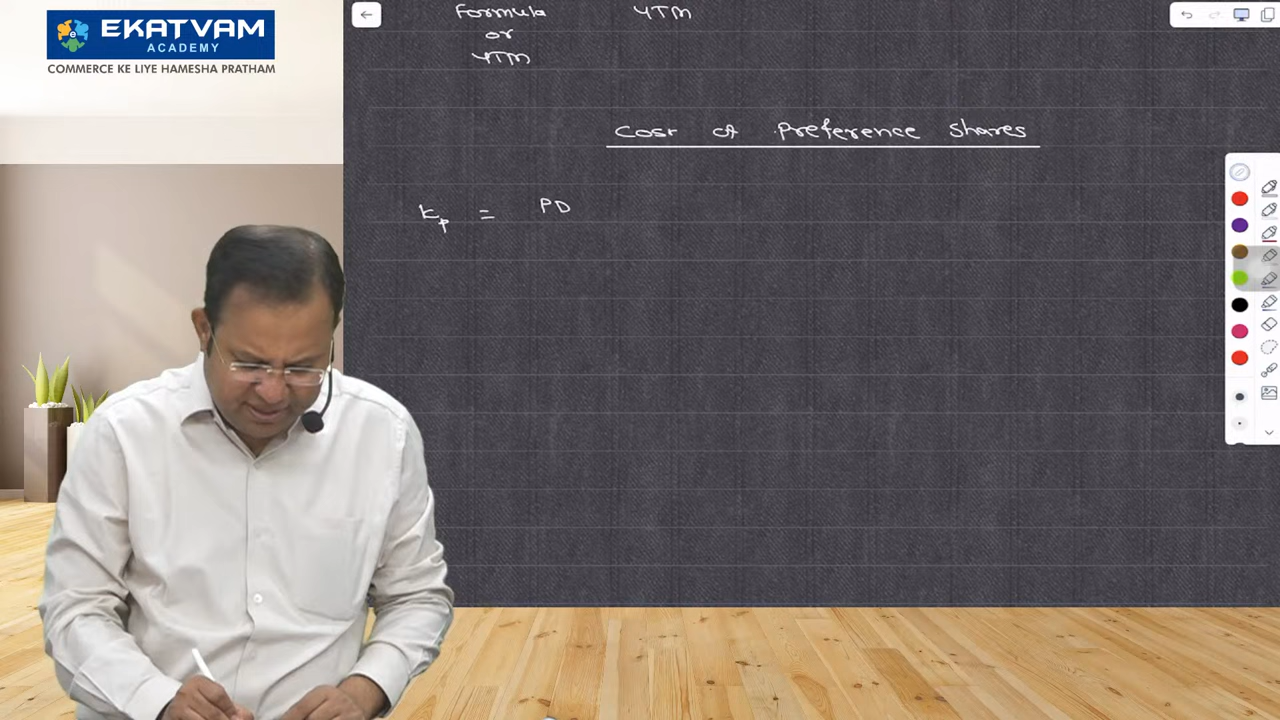 EKATVAM
ACADEMY
COMMERCE KE LIYE HAMESHA PRATHAM
Formula YTM
or
YTM
Cost of Preference Shares
Kp = PD